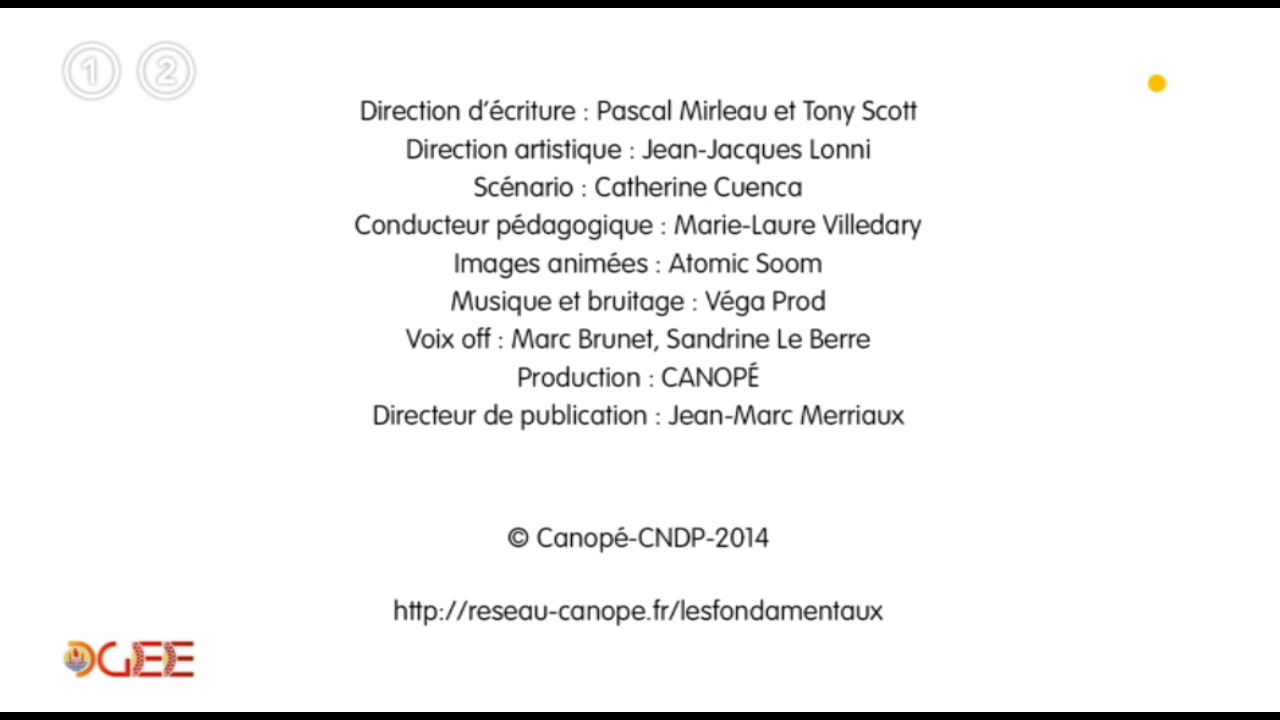 1 2
Direction d'écriture : Pascal Mirleau et Tony Scott
Direction artistique : Jean-Jacques Lonni
Scénario : Catherine Cuenca
Conducteur pédagogique : Marie-Laure Villedary
Images animées : Atomic Soom
Musique et bruitage : Véga Prod
Voix off : Marc Brunet, Sandrine Le Berre
Production : CANOPÉ
Directeur de publication : Jean-Marc Merriaux
© Canopé-CNDP-2014
http://reseau-canope.fr/lesfondamentaux
DGEE